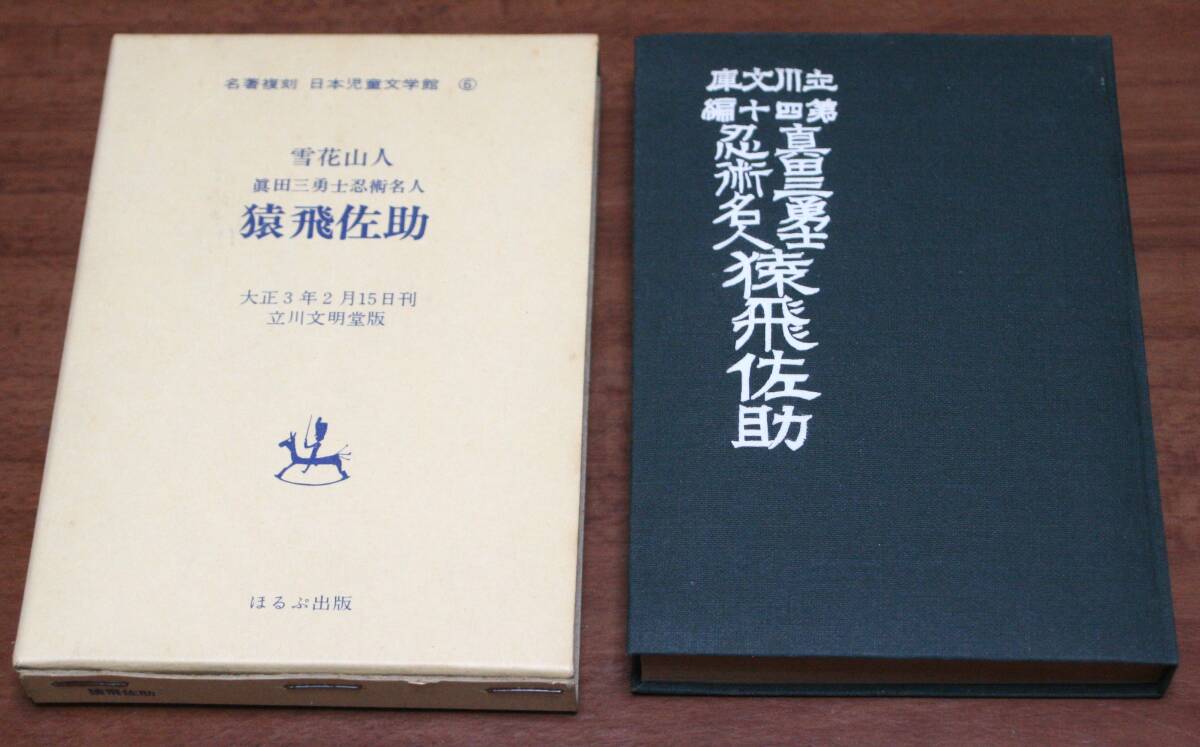 名著複刻 日本児童文学館 ⑥
雪花山人
眞田三勇士忍術名人
猿飛佐助
大正3年2月15日刊
立川文明堂版
ほるぷ出版
猿飛佐助
庫文川立
編十四第
真田三勇士
忍術名人
猿飛佐助